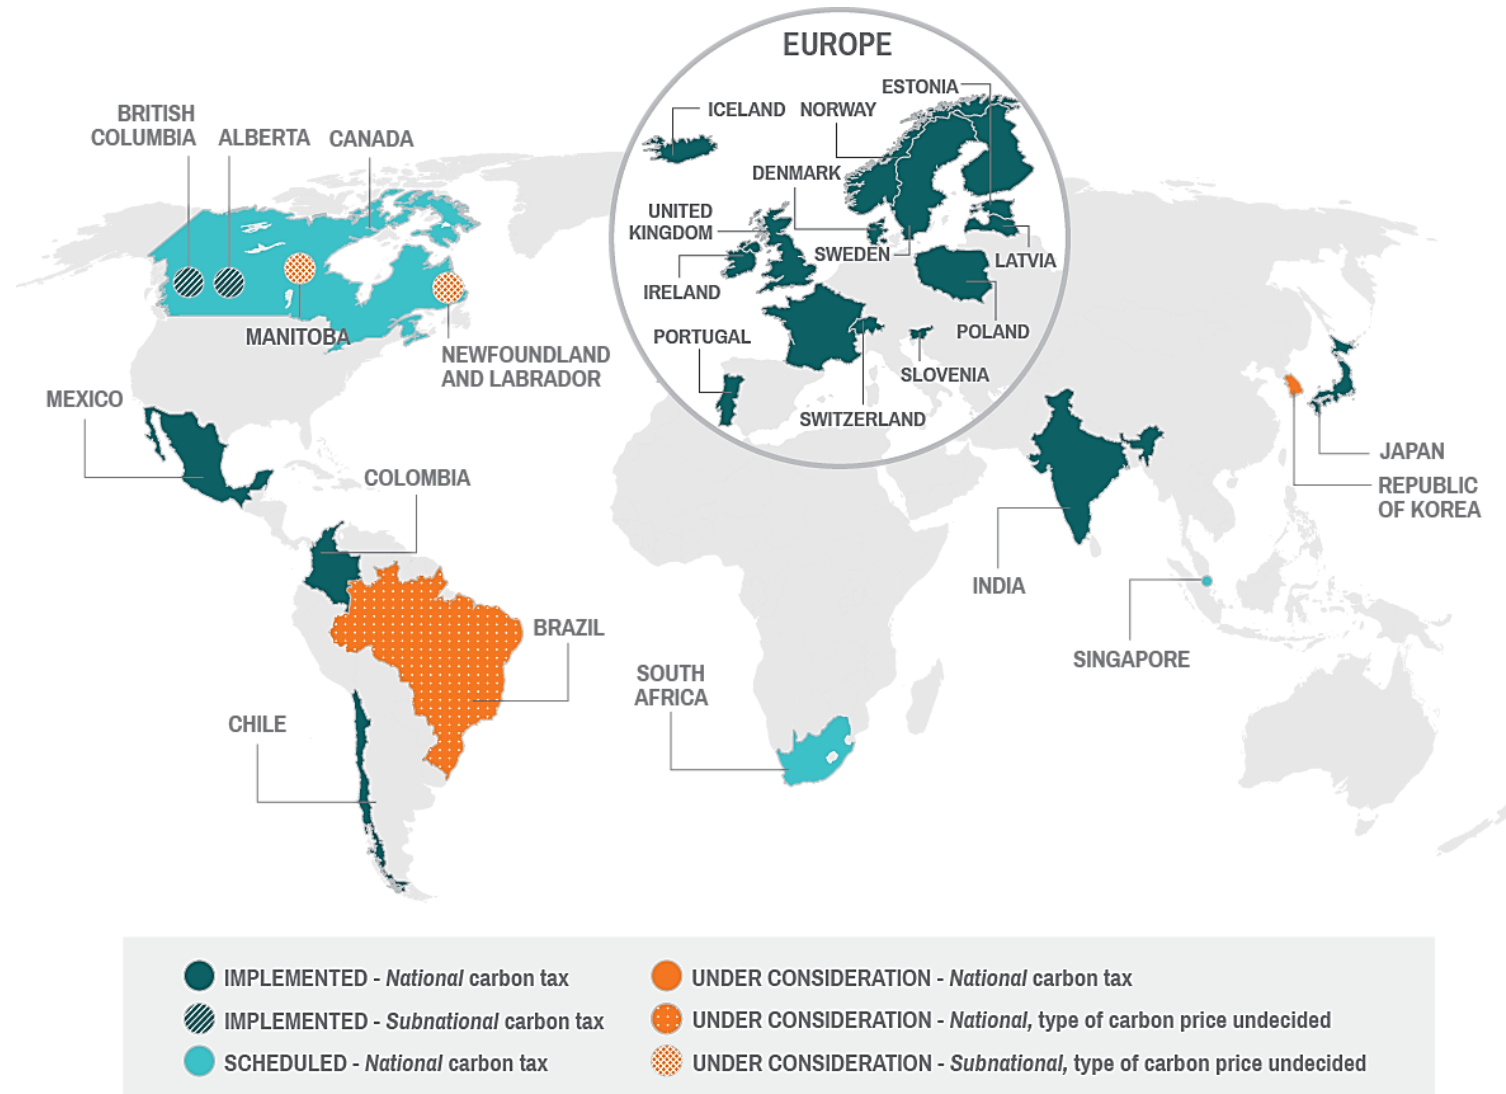 EUROPE
ESTONIA
ICELAND
NORWAY
DENMARK
UNITED
KINGDOM
SWEDEN
LATVIA
IRELAND
POLAND
PORTUGAL
SLOVENIA
SWITZERLAND
BRITISH
COLUMBIA
ALBERTA
CANADA
MANITOBA
NEWFOUNDLAND
AND LABRADOR
MEXICO
COLOMBIA
BRAZIL
CHILE
SOUTH
AFRICA
INDIA
JAPAN
REPUBLIC
OF KOREA
SINGAPORE
IMPLEMENTED - National carbon tax
IMPLEMENTED - Subnational carbon tax
SCHEDULED - National carbon tax
UNDER CONSIDERATION - National carbon tax
UNDER CONSIDERATION - National, type of carbon price undecided
UNDER CONSIDERATION - Subnational, type of carbon price undecided